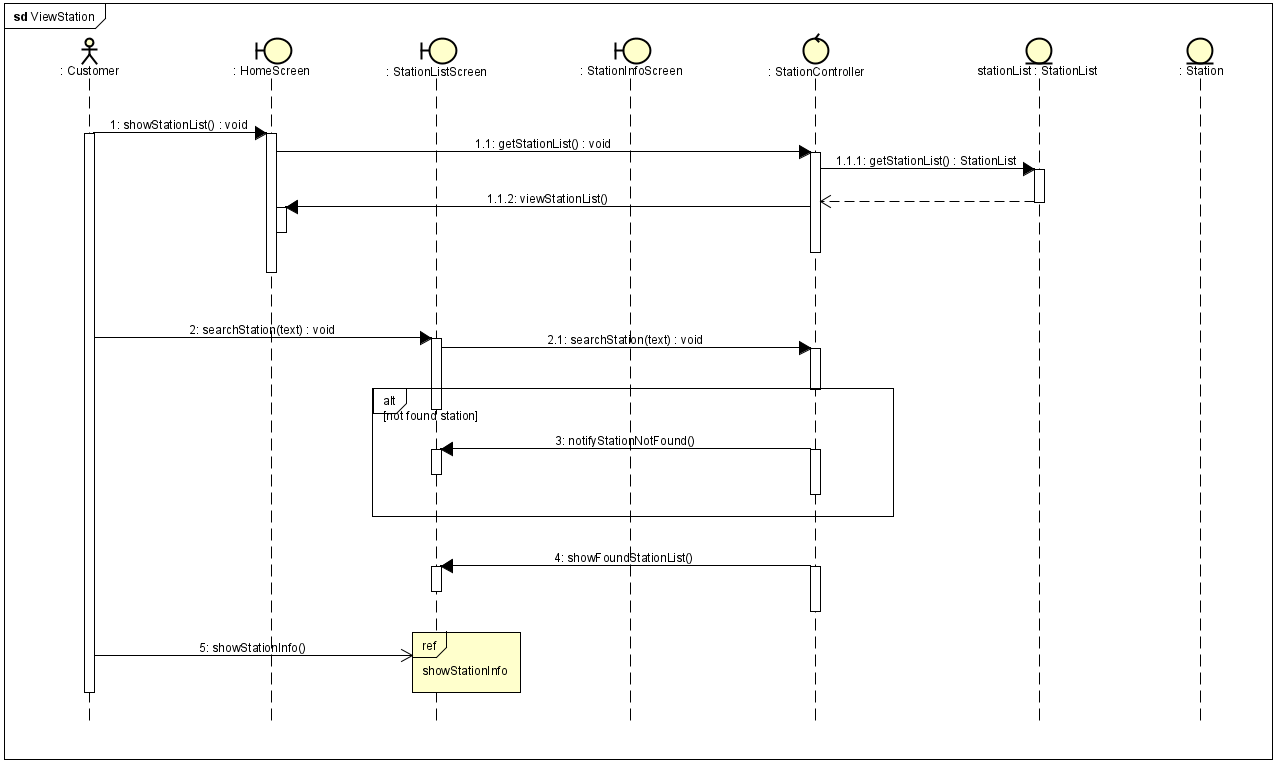 sd ViewStation
: Customer
: HomeScreen
: StationListScreen
: StationInfoScreen
: StationController
stationList : StationList
: Station
1: showStationList() : void
1.1: getStationList() : void
1.1.1: getStationList() : StationList
1.1.2: viewStationList()
2: searchStation(text) : void
2.1: searchStation(text) : void
alt
[not found station]
3: notifyStationNotFound()
4: showFoundStationList()
5: showStationInfo()
ref
showStationInfo